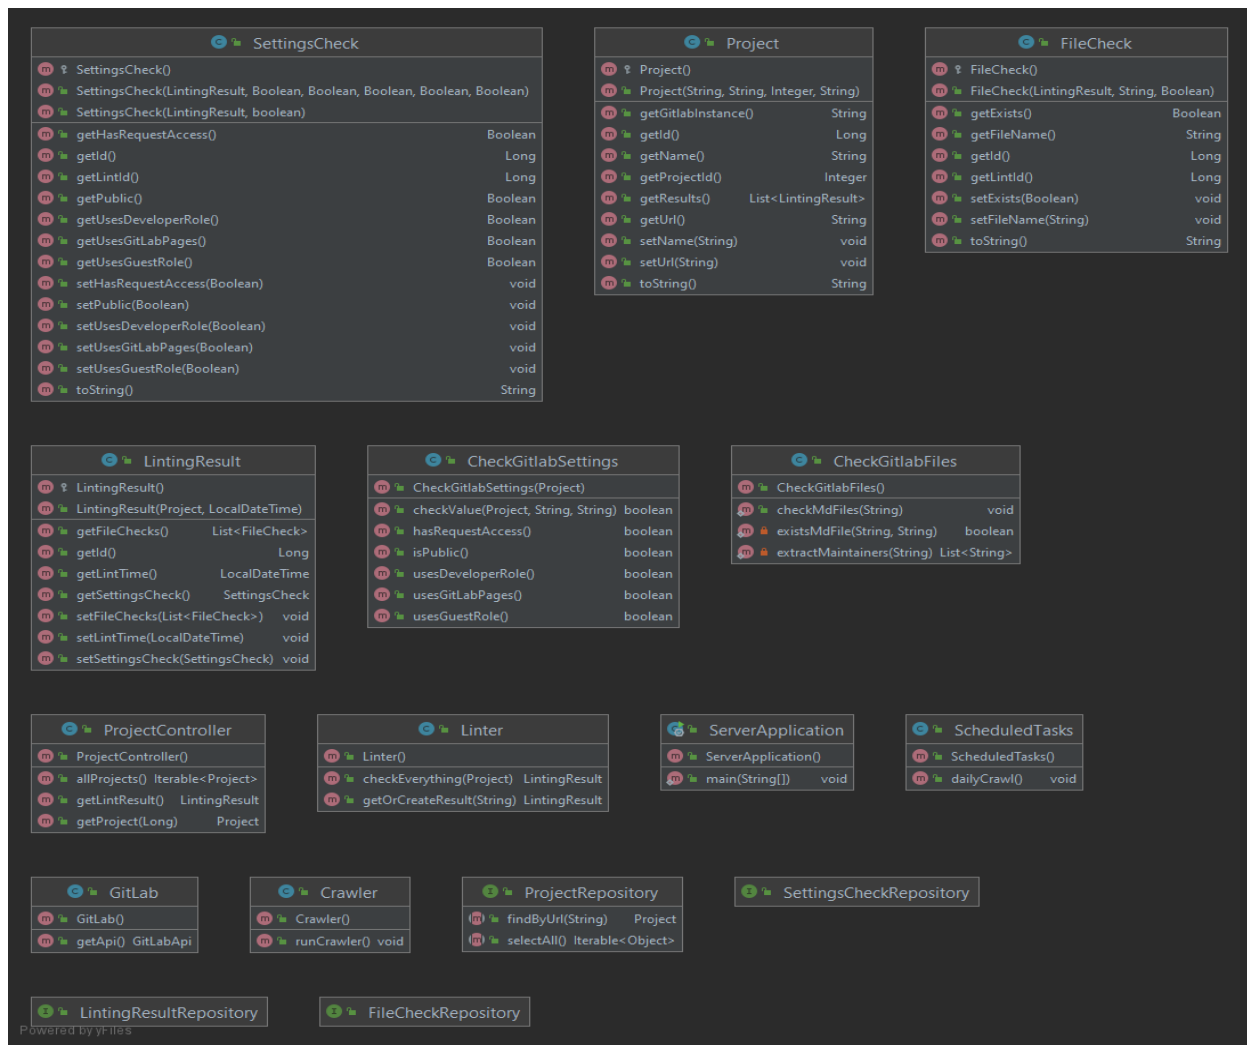 SettingsCheck
SettingsCheck()
SettingsCheck(LintingResult, Boolean, Boolean, Boolean, Boolean, Boolean)
SettingsCheck(LintingResult, boolean)
getHasRequestAccess() Boolean
getId() Long
getLintId() Long
getPublic() Boolean
getUsesDeveloperRole() Boolean
getUsesGitLabPages() Boolean
getUsesGuestRole() Boolean
setHasRequestAccess(Boolean) void
setPublic(Boolean) void
setUsesDeveloperRole(Boolean) void
setUsesGitLabPages(Boolean) void
setUsesGuestRole(Boolean) void
toString() String
Project
Project()
Project(String, String, Integer, String)
getGitlabInstance() String
getId() Long
getName() String
getProjectId() Integer
getResults() List<LintingResult>
getUrl() String
setName(String) void
setUrl(String) void
toString() String
FileCheck
FileCheck()
FileCheck(LintingResult, String, Boolean)
getExists() Boolean
getFileName() String
getId() Long
getLintId() Long
setExists(Boolean) void
setFileName(String) void
toString() String
LintingResult
LintingResult()
LintingResult(Project, LocalDateTime)
getFileChecks() List<FileCheck>
getId() Long
getLintTime() LocalDateTime
getSettingsCheck() SettingsCheck
setFileChecks(List<FileCheck>) void
setLintTime(LocalDateTime) void
setSettingsCheck(SettingsCheck) void
CheckGitlabSettings
CheckGitlabSettings(Project)
checkValue(Project, String, String) boolean
hasRequestAccess() boolean
isPublic() boolean
usesDeveloperRole() boolean
usesGitLabPages() boolean
usesGuestRole() boolean
CheckGitlabFiles
CheckGitlabFiles()
checkMdFiles(String) void
existsMdFile(String, String) boolean
extractMaintainers(String) List<String>
ProjectController
ProjectController()
allProjects() Iterable<Project>
getLintResult() LintingResult
getProject(Long) Project
Linter
Linter()
checkEverything(Project) LintingResult
getOrCreateResult(String) LintingResult
ServerApplication
ServerApplication()
main(String[]) void
ScheduledTasks
ScheduledTasks()
dailyCrawl() void
GitLab
GitLab()
getApi() GitLabApi
Crawler
Crawler()
runCrawler() void
ProjectRepository
findByUrl(String) Project
selectAll() Iterable<Object>
SettingsCheckRepository
LintingResultRepository
FileCheckRepository
Powered by yFiles